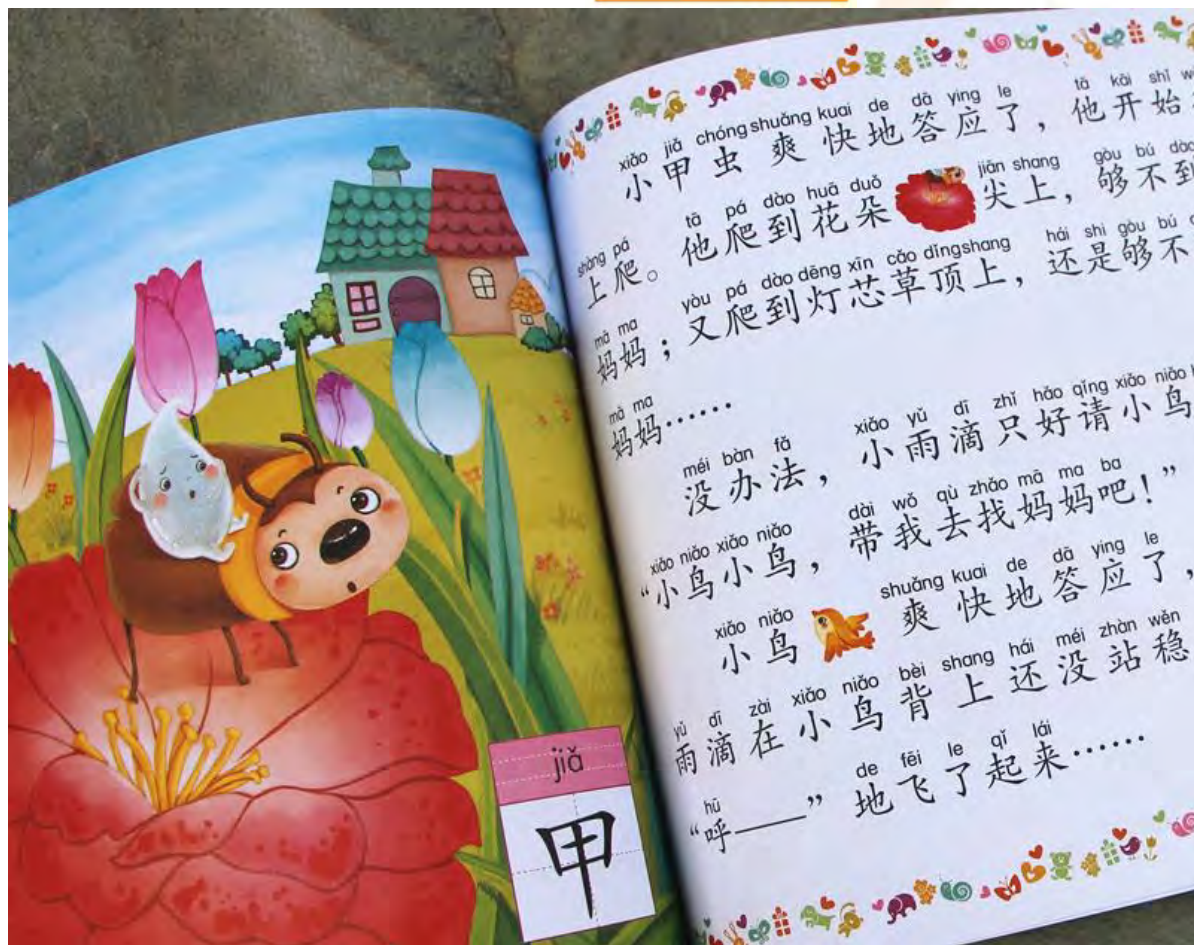 jiǎ
甲
xiǎo jiǎ chóng shuǎng kuai de dā ying le tā kāi shǐ
小甲虫爽快地答应了，他开始
shàng pá tā pá dào huā duǒ jiān shang gòu bú dào
上爬。他爬到花朵尖上，够不到
mā ma yòu pá dào dēng xīn cǎo dǐng shang hái shi gòu bú
妈妈；又爬到灯芯草顶上，还是够不
mā ma
妈妈……
méi bàn fǎ xiǎo yǔ dī zhǐ hǎo qǐng xiǎo niǎo
没办法，小雨滴只好请小鸟
xiǎo niǎo xiǎo niǎo dài wǒ qù zhǎo mā ma ba
“小鸟小鸟，带我去找妈妈吧！”
xiǎo niǎo shuǎng kuai de dā ying le
小鸟爽快地答应了，
yǔ dī zài xiǎo niǎo bèi shang hái méi zhàn wěn
雨滴在小鸟背上还没站稳
hū de fēi le qǐ lái
“呼——”地飞了起来……